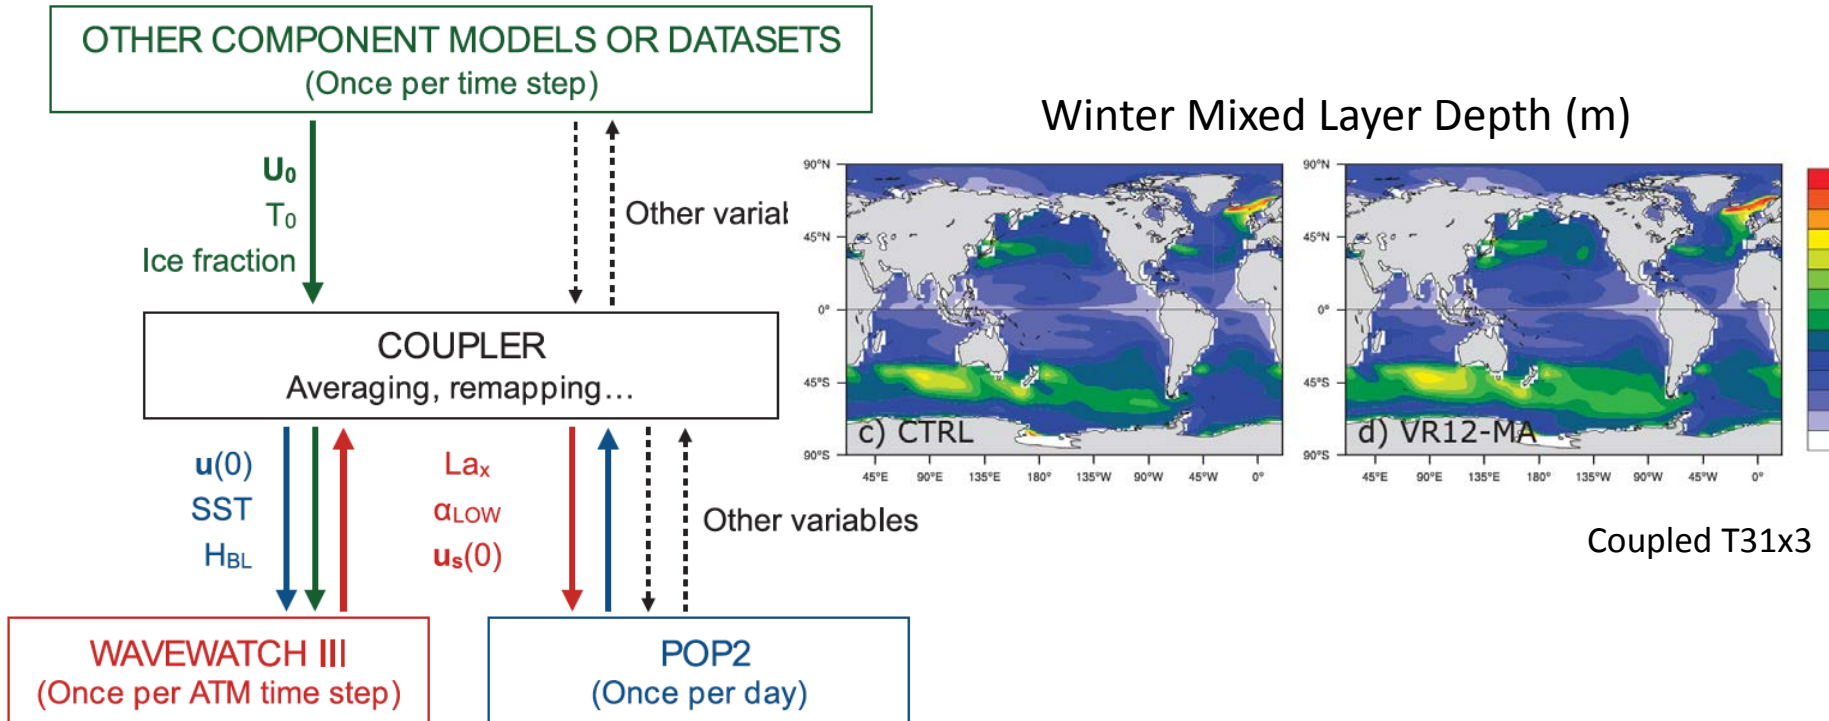 OTHER COMPONENT MODELS OR DATASETS
(Once per time step)
U₀
T₀
Ice fraction
Other varial
COUPLER
Averaging, remapping…
u(0)
SST
H_BL
Laₓ
α_LOW
uₛ(0)
Other variables
WAVEWATCH III
(Once per ATM time step)
POP2
(Once per day)
Winter Mixed Layer Depth (m)
90°N
45°N
0°
45°S
90°S
c) CTRL
45°E 90°E 135°E 180° 135°W 90°W 45°W 0°
90°N
45°N
0°
45°S
90°S
d) VR12-MA
45°E 90°E 135°E 180° 135°W 90°W 45°W 0°
Coupled T31x3